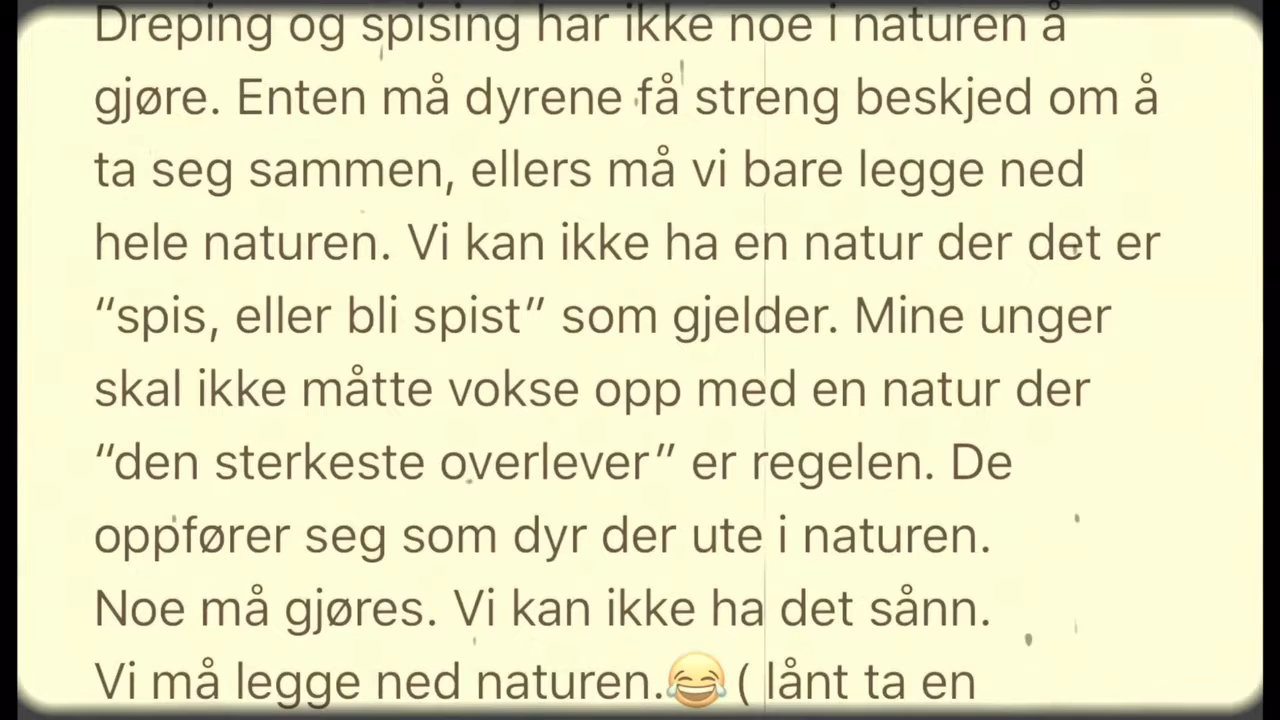 Dreping og spising har ikke noe i naturen å
gjøre. Enten må dyrene få streng beskjed om å
ta seg sammen, ellers må vi bare legge ned
hele naturen. Vi kan ikke ha en natur der det er
“spis, eller bli spist” som gjelder. Mine unger
skal ikke måtte vokse opp med en natur der
“den sterkeste overlever” er regelen. De
oppfører seg som dyr der ute i naturen.
Noe må gjøres. Vi kan ikke ha det sånn.
Vi må legge ned naturen.😂 ( lånt ta en